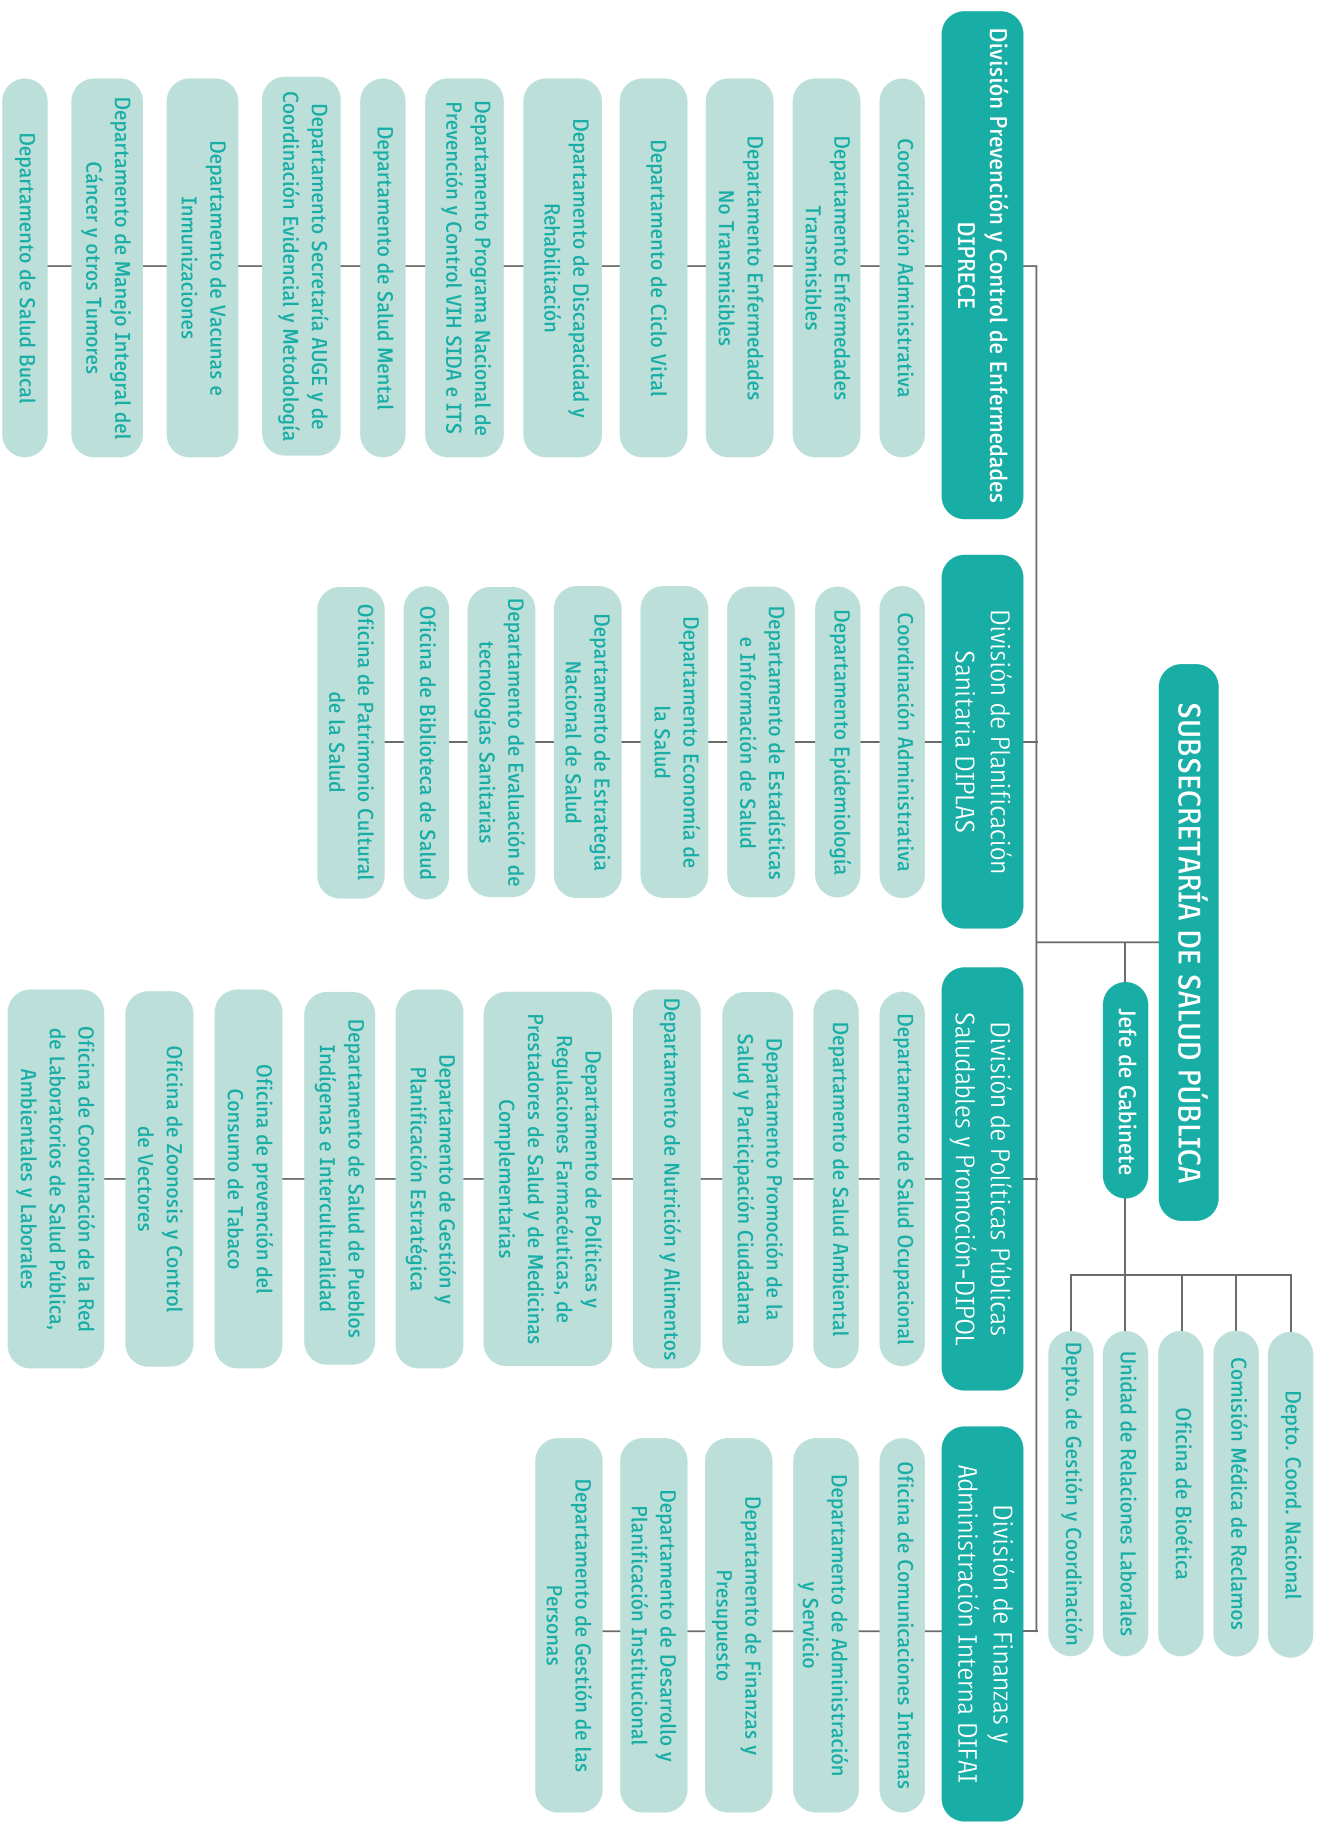 SUBSECRETARÍA DE SALUD PÚBLICA
Jefe de Gabinete
Depto. Coord. Nacional
Comisión Médica de Reclamos
Oficina de Bioética
Unidad de Relaciones Laborales
Depto. de Gestión y Coordinación
División Prevención y Control de Enfermedades
DIPRECE
Coordinación Administrativa
Departamento Enfermedades
Transmisibles
Departamento Enfermedades
No Transmisibles
Departamento de Ciclo Vital
Departamento de Discapacidad y
Rehabilitación
Departamento Programa Nacional de
Prevención y Control VIH SIDA e ITS
Departamento de Salud Mental
Departamento Secretaría AUGE y de
Coordinación Evidencial y Metodología
Departamento de Vacunas e
Inmunizaciones
Departamento de Manejo Integral del
Cáncer y otros Tumores
Departamento de Salud Bucal
División de Planificación
Sanitaria DIPLAS
Coordinación Administrativa
Departamento Epidemiología
Departamento de Estadísticas
e Información de Salud
Departamento Economía de
la Salud
Departamento de Estrategia
Nacional de Salud
Departamento de Evaluación de
tecnologías Sanitarias
Oficina de Biblioteca de Salud
Oficina de Patrimonio Cultural
de la Salud
División de Políticas Públicas
Saludables y Promoción-DIPOL
Departamento de Salud Ocupacional
Departamento de Salud Ambiental
Departamento Promoción de la
Salud y Participación Ciudadana
Departamento de Nutrición y Alimentos
Departamento de Políticas y
Regulaciones Farmacéuticas, de
Prestadores de Salud y de Medicinas
Complementarias
Departamento de Gestión y
Planificación Estratégica
Departamento de Salud de Pueblos
Indígenas e Interculturalidad
Oficina de prevención del
Consumo de Tabaco
Oficina de Zoonosis y Control
de Vectores
Oficina de Coordinación de la Red
de Laboratorios de Salud Pública,
Ambientales y Laborales
División de Finanzas y
Administración Interna DIFAI
Oficina de Comunicaciones Internas
Departamento de Administración
y Servicio
Departamento de Finanzas y
Presupuesto
Departamento de Desarrollo y
Planificación Institucional
Departamento de Gestión de las
Personas